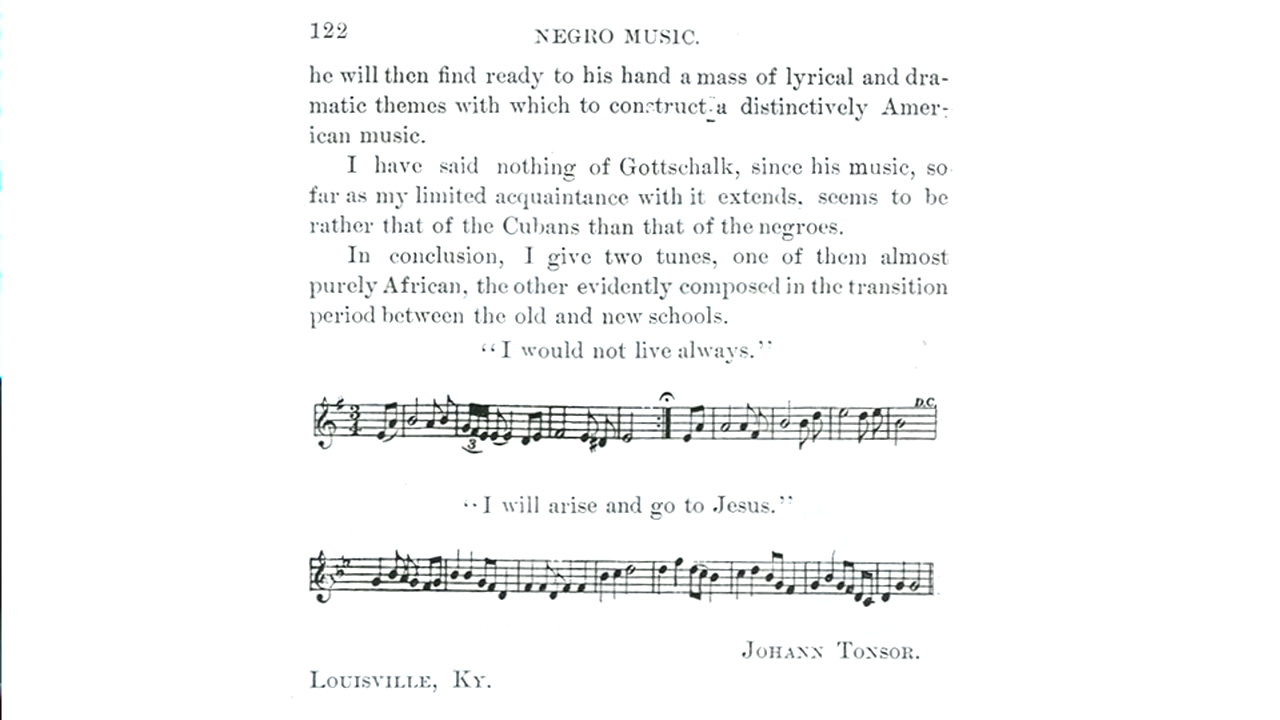 122
NEGRO MUSIC.
he will then find ready to his hand a mass of lyrical and dra-
matic themes with which to construct a distinctively Amer-
ican music.
I have said nothing of Gottschalk, since his music, so
far as my limited acquaintance with it extends, seems to be
rather that of the Cubans than that of the negroes.
In conclusion, I give two tunes, one of them almost
purely African, the other evidently composed in the transition
period between the old and new schools.
“I would not live always.”
3
4
D.C.
3
“I will arise and go to Jesus.”
JOHANN TONSOR.
LOUISVILLE, KY.